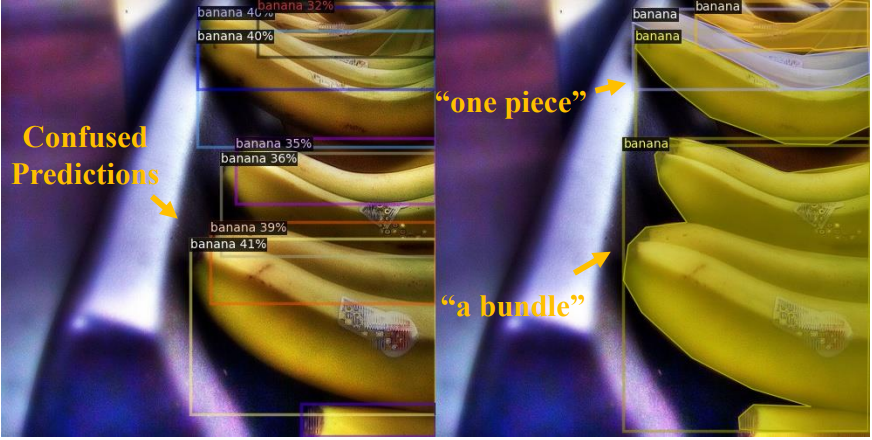 banana 32%
banana 40%
banana 40%
Confused
Predictions
banana 35%
banana 36%
banana 39%
banana 41%
banana
banana
banana
“one piece”
banana
“a bundle”